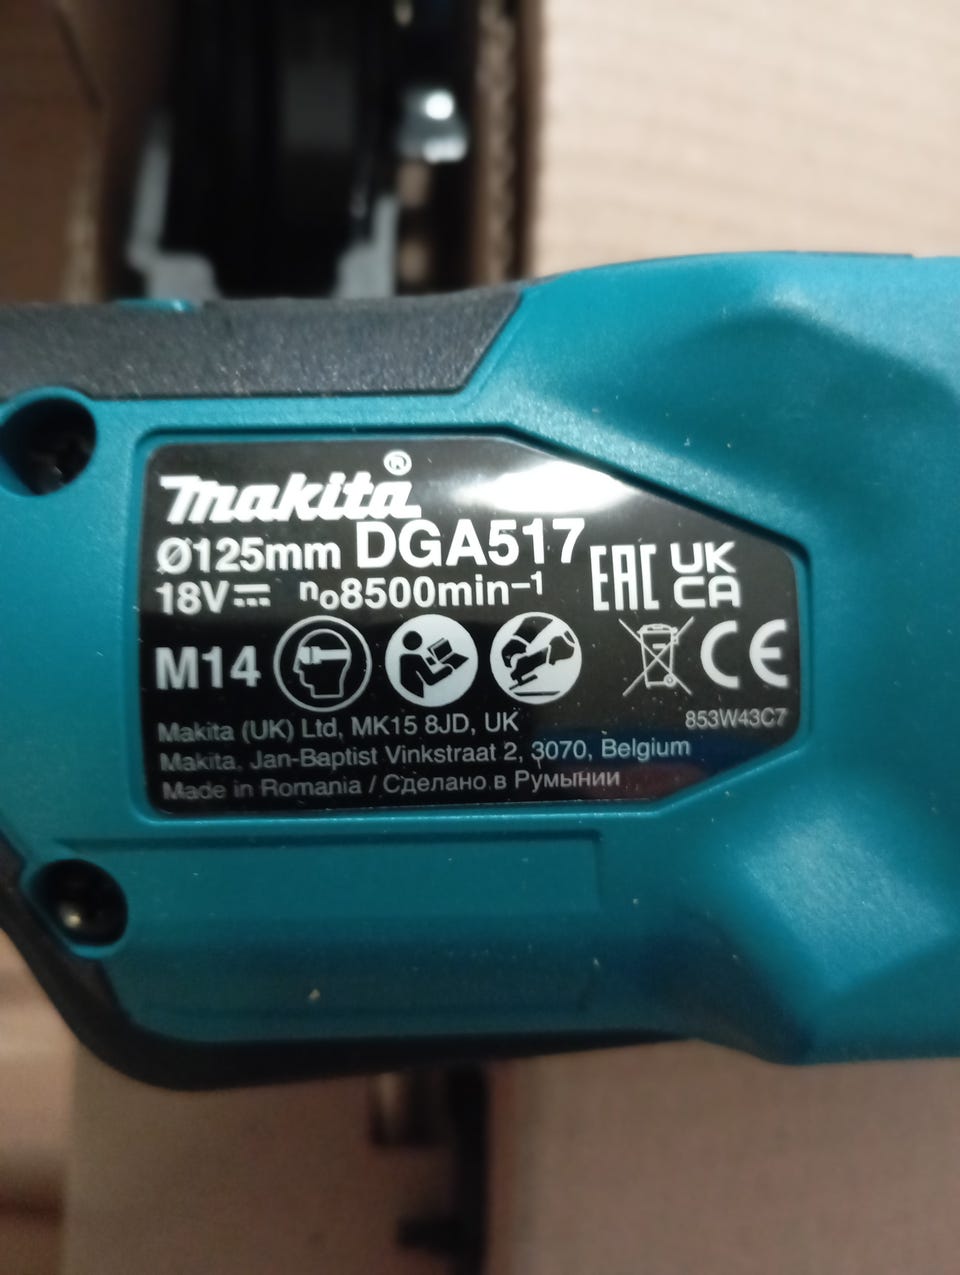 Makita®
Ø125mm DGA517
18V⎓ n₀8500min⁻¹ EAC UK CA
M14 CE
853W43C7
Makita (UK) Ltd, MK15 8JD, UK
Makita, Jan-Baptist Vinkstraat 2, 3070, Belgium
Made in Romania / Сделано в Румынии